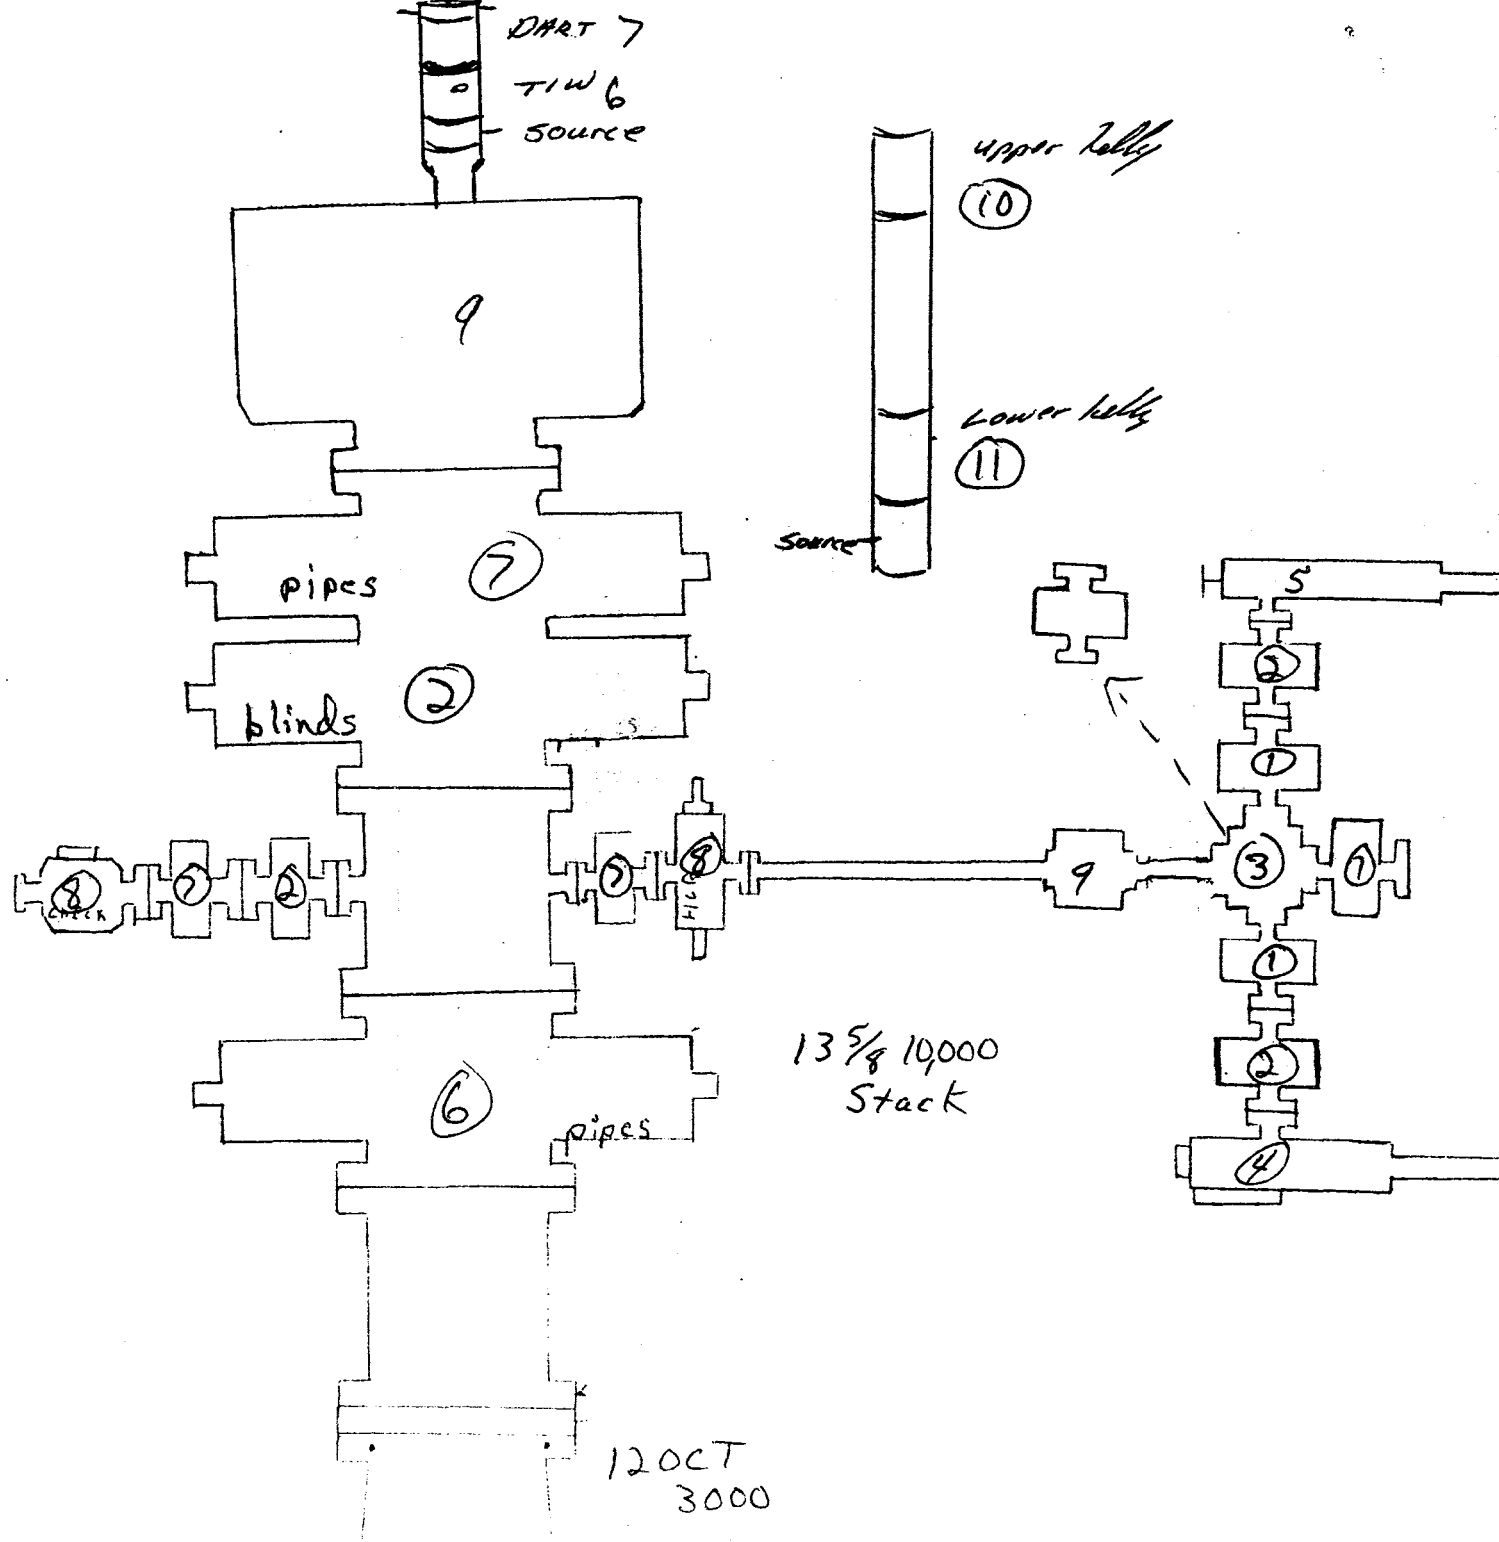 DART 7
TIW 6
source
upper kelly
10
9
Lower kelly
11
source
pipes 7
5
2
blinds 2
1
8 7 2 7 8 9 3 1
CHECK
HCR
1
13 5/8 10,000
Stack
2
6
pipes
4
12 OCT
3000